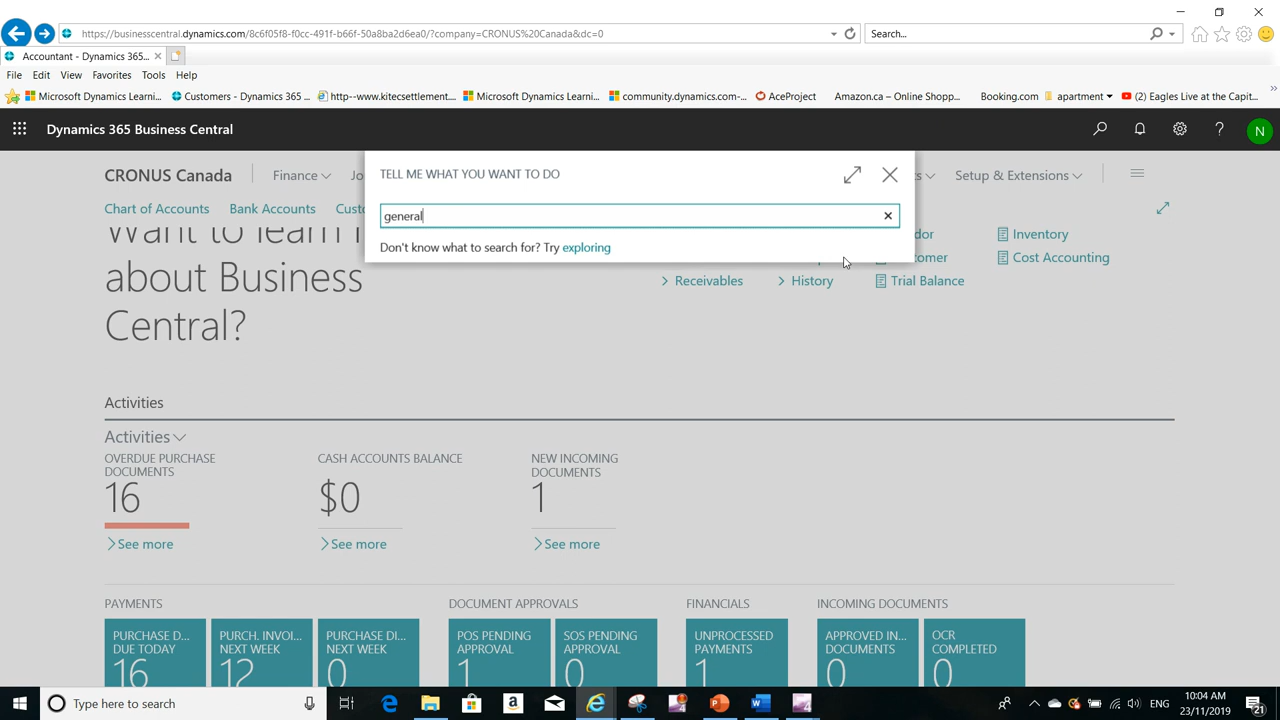 https://businesscentral.dynamics.com/8c6f05f8-f0cc-491f-b66f-50a8ba2d6ea0/?company=CRONUS%20Canada&dc=0
Search...
Accountant - Dynamics 365...
File Edit View Favorites Tools Help
Microsoft Dynamics Learni... Customers - Dynamics 365 ... http--www.kitecsettlement.... Microsoft Dynamics Learni... community.dynamics.com-... AceProject Amazon.ca – Online Shopp... Booking.com apartment (2) Eagles Live at the Capit...
Dynamics 365 Business Central
N
TELL ME WHAT YOU WANT TO DO
CRONUS Canada Finance Jo
Setup & Extensions
Chart of Accounts Bank Accounts Cust
general
Don't know what to search for? Try exploring
Want to learn
about Business
Central?
Inventory
Cost Accounting
Receivables History Trial Balance
Activities
Activities
OVERDUE PURCHASE DOCUMENTS
CASH ACCOUNTS BALANCE
NEW INCOMING DOCUMENTS
16 $0 1
See more See more See more
PAYMENTS DOCUMENT APPROVALS FINANCIALS INCOMING DOCUMENTS
PURCHASE D... DUE TODAY
16
PURCH. INVOI... NEXT WEEK
12
PURCHASE DI... NEXT WEEK
0
POS PENDING APPROVAL
1
SOS PENDING APPROVAL
0
UNPROCESSED PAYMENTS
1
APPROVED IN... DOCUMENTS
0
OCR COMPLETED
0
Type here to search
ENG
10:04 AM
23/11/2019
21